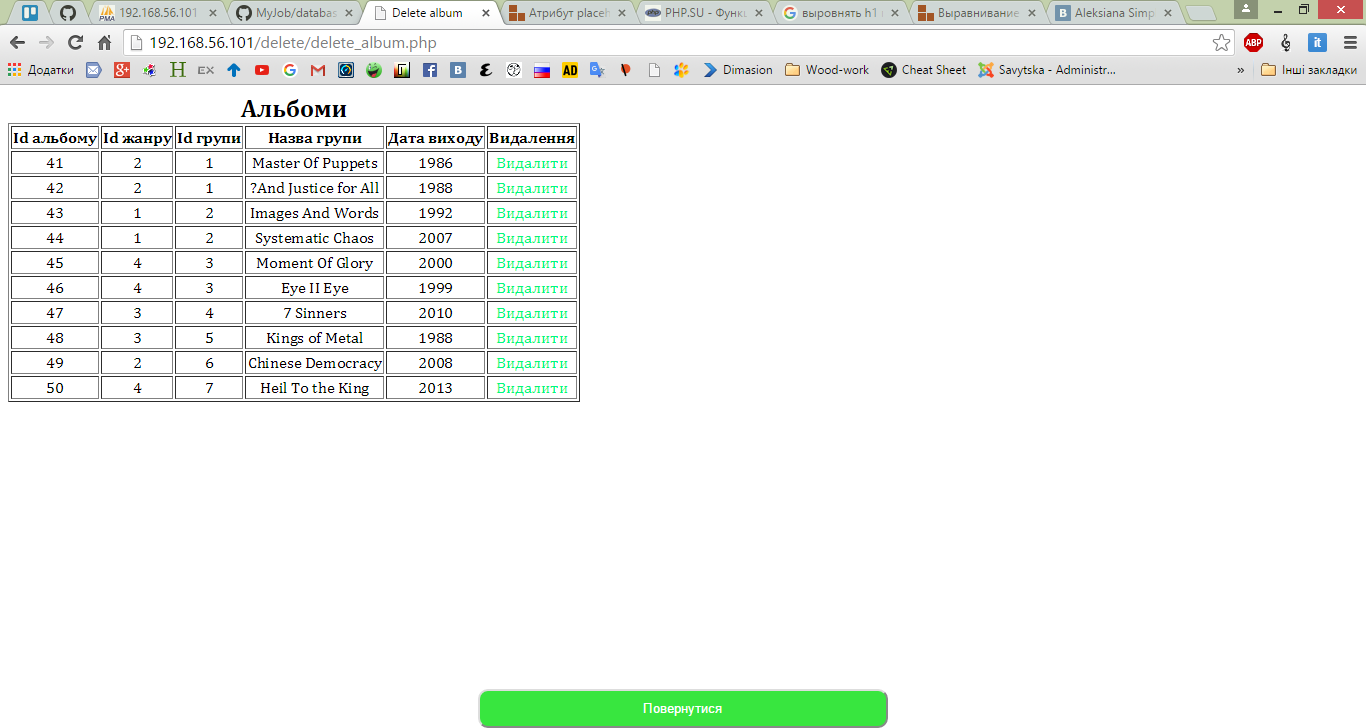 192.168.56.101
MyJob/databas
Delete album
Атрибут placeh
PHP.SU - Функц
выровнять h1
Выравнивание
Aleksiana Simp
192.168.56.101/delete/delete_album.php
ABP
it
Додатки
EX
AD
Dimasion
Wood-work
Cheat Sheet
Savytska - Administr...
»
Інші закладки
Альбоми
Id альбому Id жанру Id групи Назва групи Дата виходу Видалення
41 2 1 Master Of Puppets 1986 Видалити
42 2 1 ?And Justice for All 1988 Видалити
43 1 2 Images And Words 1992 Видалити
44 1 2 Systematic Chaos 2007 Видалити
45 4 3 Moment Of Glory 2000 Видалити
46 4 3 Eye II Eye 1999 Видалити
47 3 4 7 Sinners 2010 Видалити
48 3 5 Kings of Metal 1988 Видалити
49 2 6 Chinese Democracy 2008 Видалити
50 4 7 Heil To the King 2013 Видалити
Повернутися